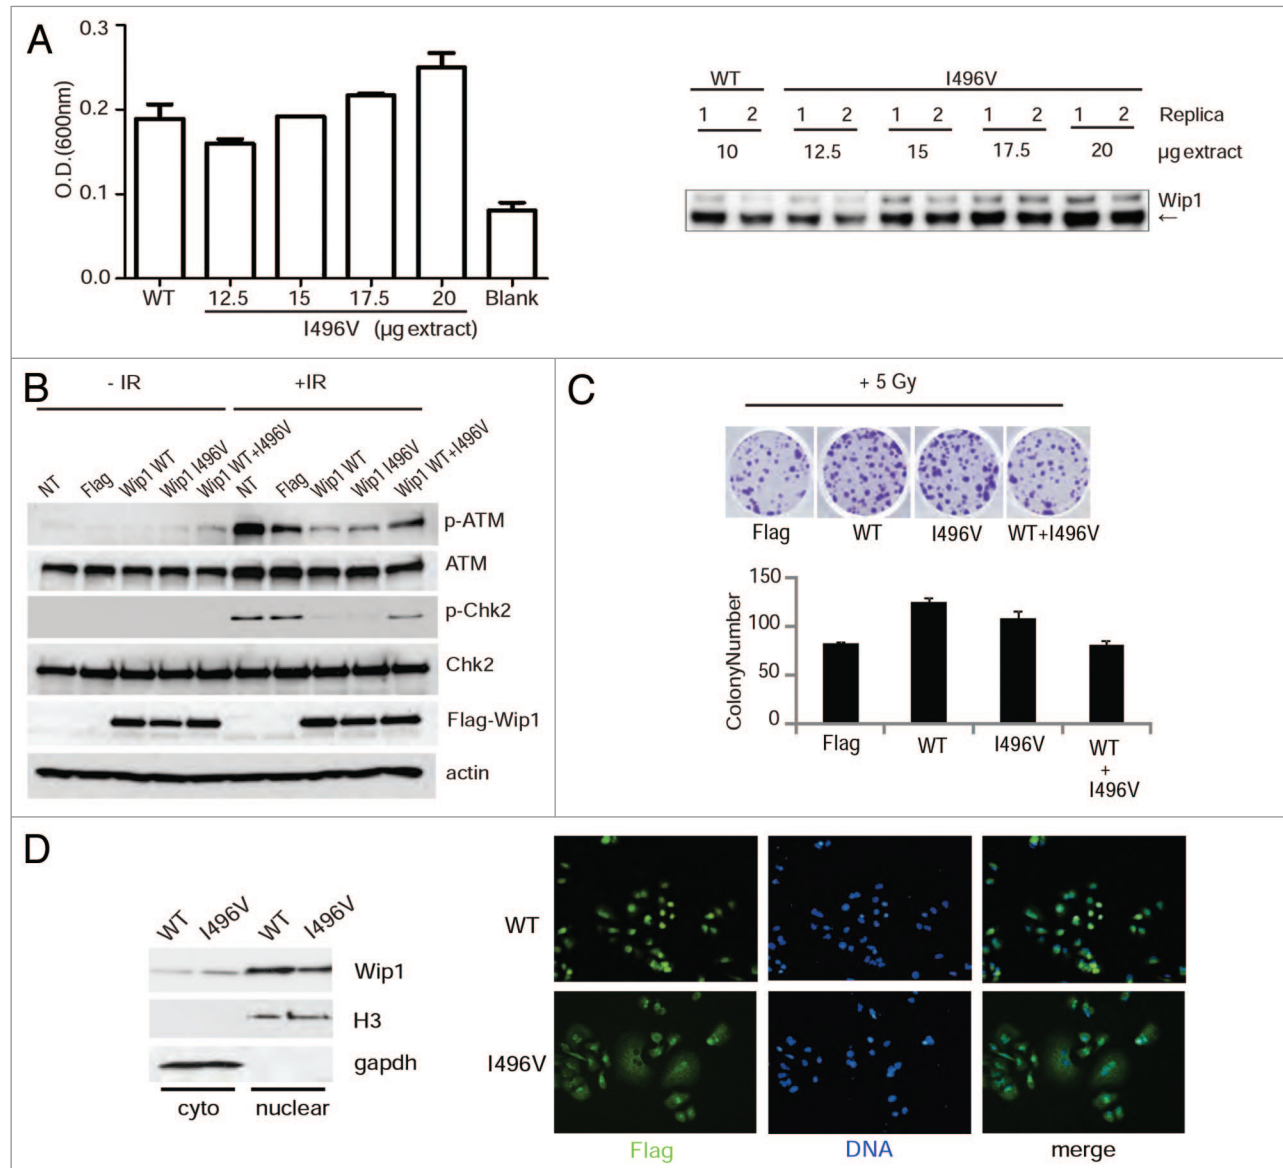 A
0.3
0.2
0.1
0.0
O.D.(600nm)
WT 12.5 15 17.5 20 Blank
I496V (µg extract)
WT I496V
1 2 1 2 1 2 1 2 1 2 Replica
10 12.5 15 17.5 20 µg extract
Wip1
←
B
- IR +IR
NT Flag Wip1 WT Wip1 I496V Wip1 WT+I496V NT Flag Wip1 WT Wip1 I496V Wip1 WT+I496V
p-ATM
ATM
p-Chk2
Chk2
Flag-Wip1
actin
C
+ 5 Gy
Flag WT I496V WT+I496V
150
100
50
0
ColonyNumber
Flag WT I496V WT
+
I496V
D
WT I496V WT I496V
Wip1
H3
gapdh
cyto nuclear
WT
I496V
Flag DNA merge